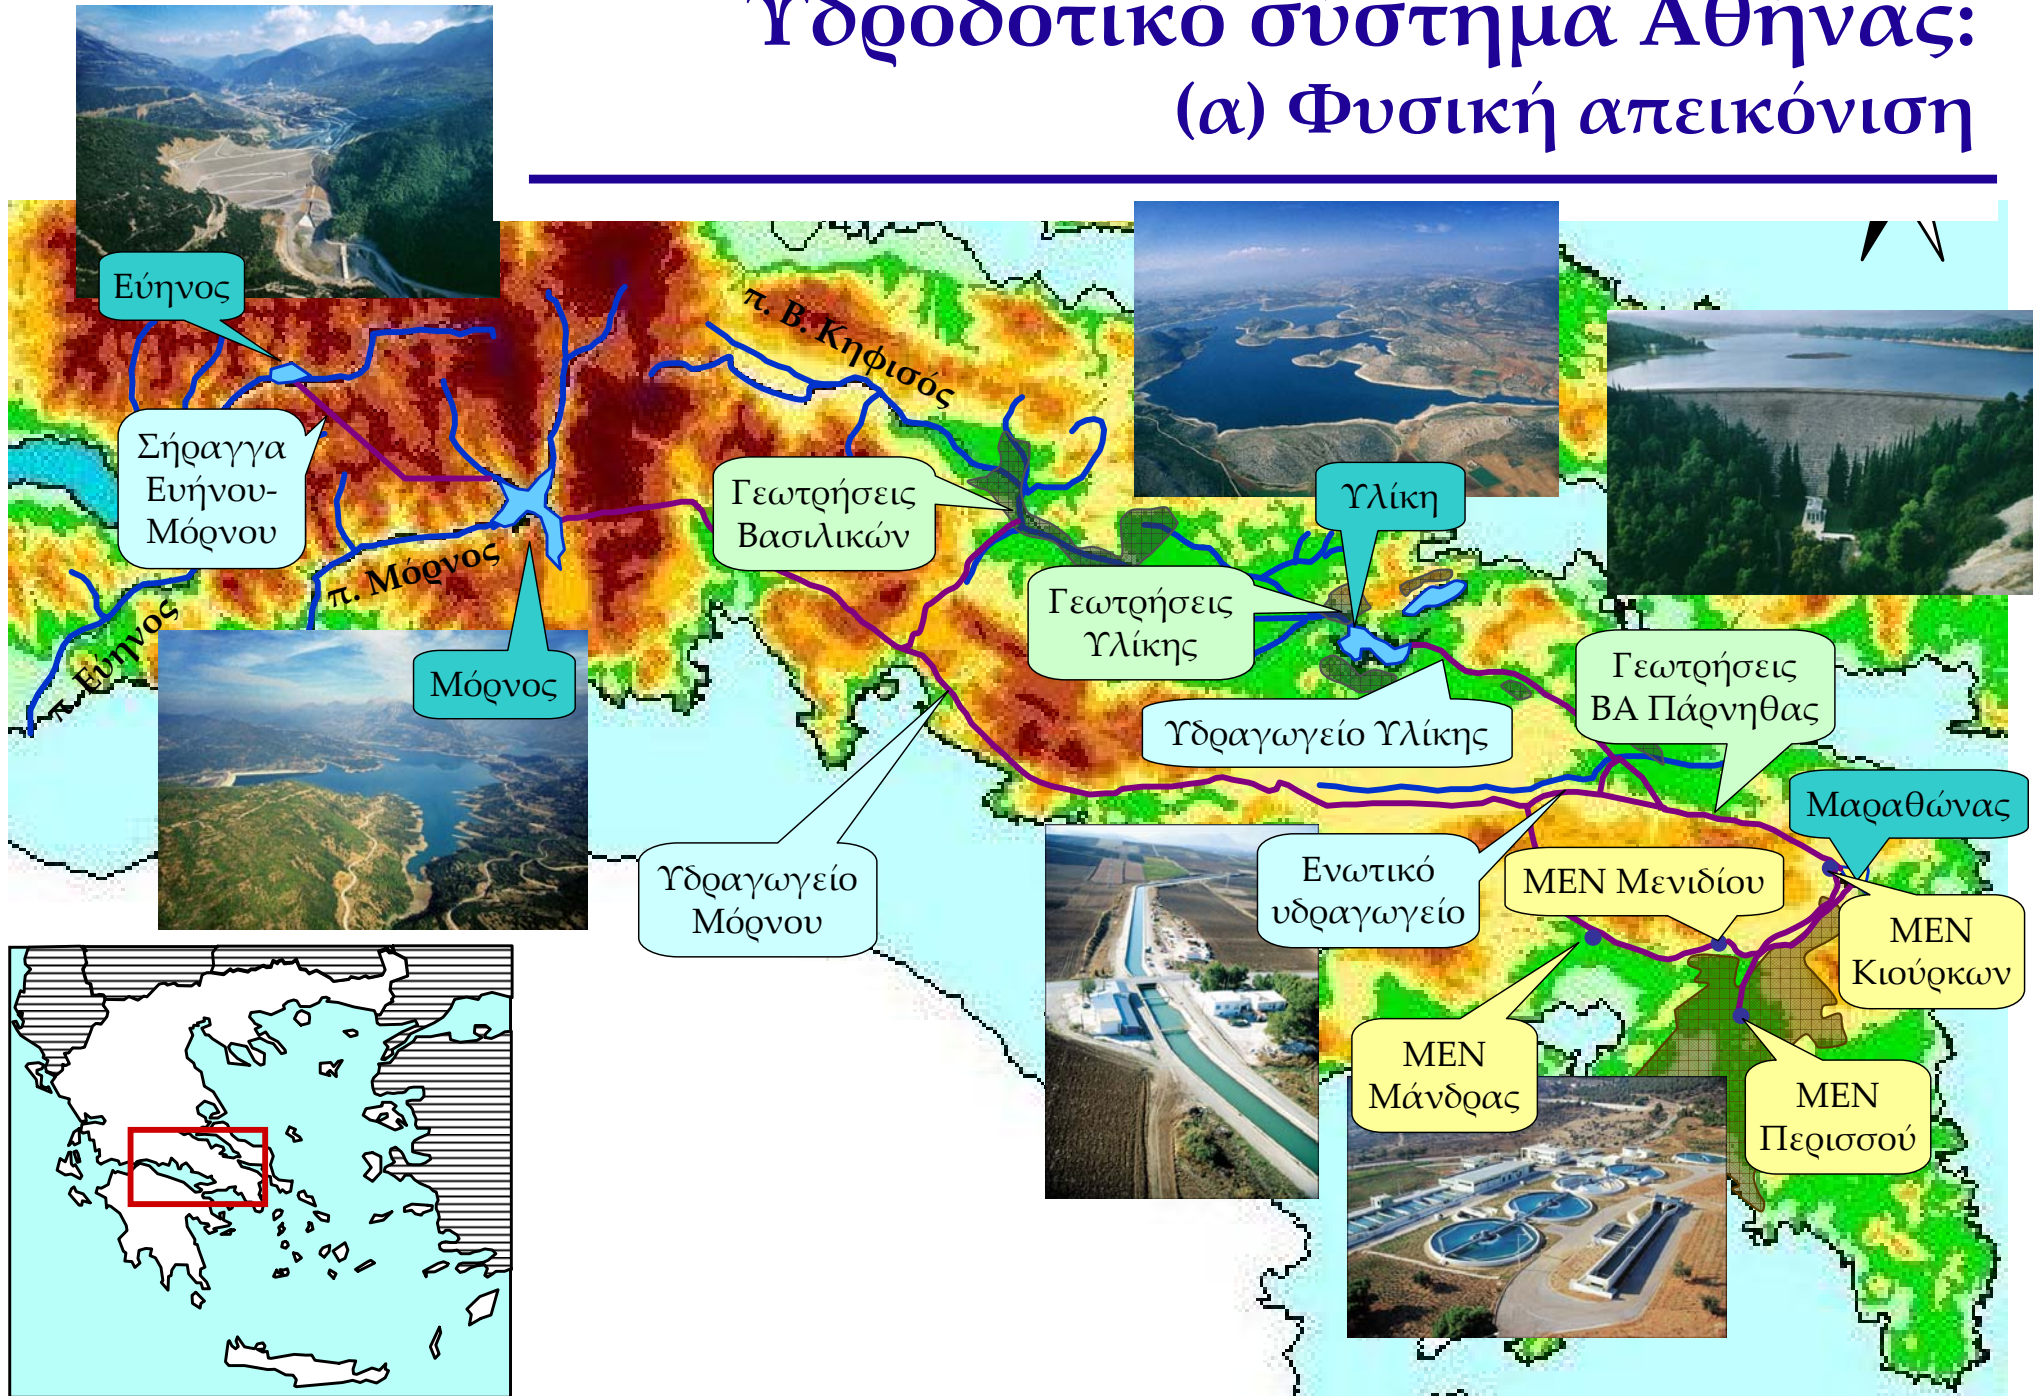 Υδροδοτικό σύστημα Αθήνας:
(α) Φυσική απεικόνιση
Εύηνος
π. Β. Κηφισός
Σήραγγα
Ευήνου-
Μόρνου
Γεωτρήσεις
Βασιλικών
Υλίκη
π. Μόρνος
Γεωτρήσεις
Υλίκης
π. Εύηνος
Μόρνος
Υδραγωγείο Υλίκης
Γεωτρήσεις
ΒΑ Πάρνηθας
Μαραθώνας
Υδραγωγείο
Μόρνου
Ενωτικό
υδραγωγείο
ΜΕΝ Μενιδίου
ΜΕΝ
Κιούρκων
ΜΕΝ
Μάνδρας
ΜΕΝ
Περισσού